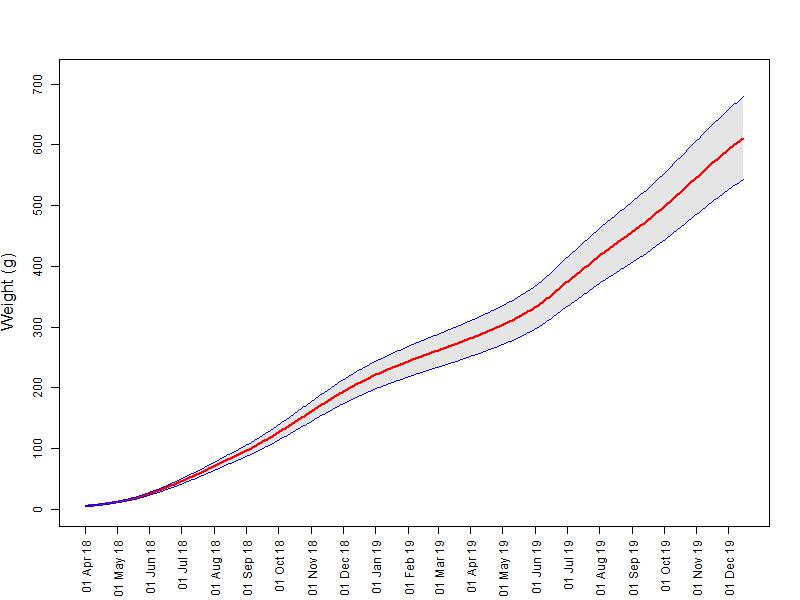 700
600
500
400
300
200
100
0
Weight (g)
01 Apr 18
01 May 18
01 Jun 18
01 Jul 18
01 Aug 18
01 Sep 18
01 Oct 18
01 Nov 18
01 Dec 18
01 Jan 19
01 Feb 19
01 Mar 19
01 Apr 19
01 May 19
01 Jun 19
01 Jul 19
01 Aug 19
01 Sep 19
01 Oct 19
01 Nov 19
01 Dec 19